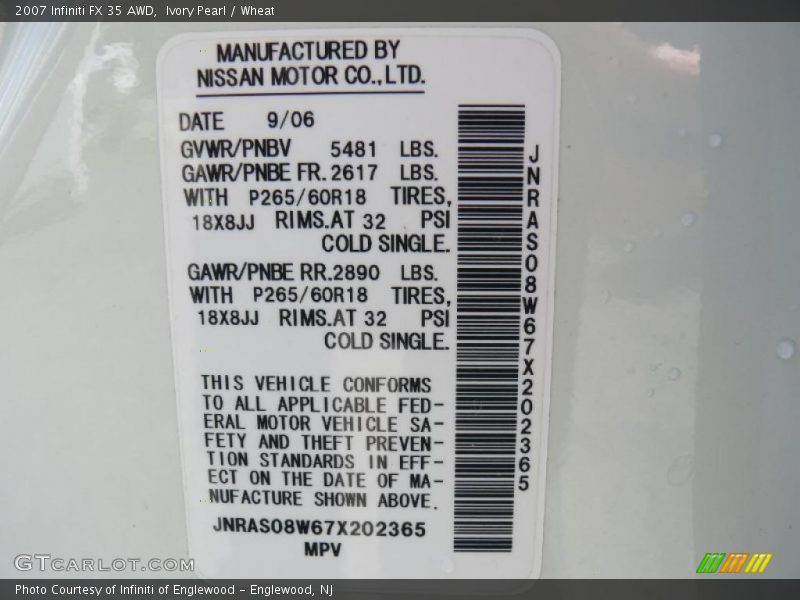 2007 Infiniti FX 35 AWD, Ivory Pearl / Wheat
MANUFACTURED BY
NISSAN MOTOR CO., LTD.
DATE 9/06
GVWR/PNBV 5481 LBS.
GAWR/PNBE FR. 2617 LBS.
WITH P265/60R18 TIRES,
18X8JJ RIMS. AT 32 PSI
COLD SINGLE.
GAWR/PNBE RR. 2890 LBS.
WITH P265/60R18 TIRES,
18X8JJ RIMS. AT 32 PSI
COLD SINGLE.
THIS VEHICLE CONFORMS
TO ALL APPLICABLE FED-
ERAL MOTOR VEHICLE SA-
FETY AND THEFT PREVEN-
TION STANDARDS IN EFF-
ECT ON THE DATE OF MA-
NUFACTURE SHOWN ABOVE.
JNRAS08W67X202365
MPV
JNRAS08W67X202365
GTCARLOT.COM
Photo Courtesy of Infiniti of Englewood - Englewood, NJ